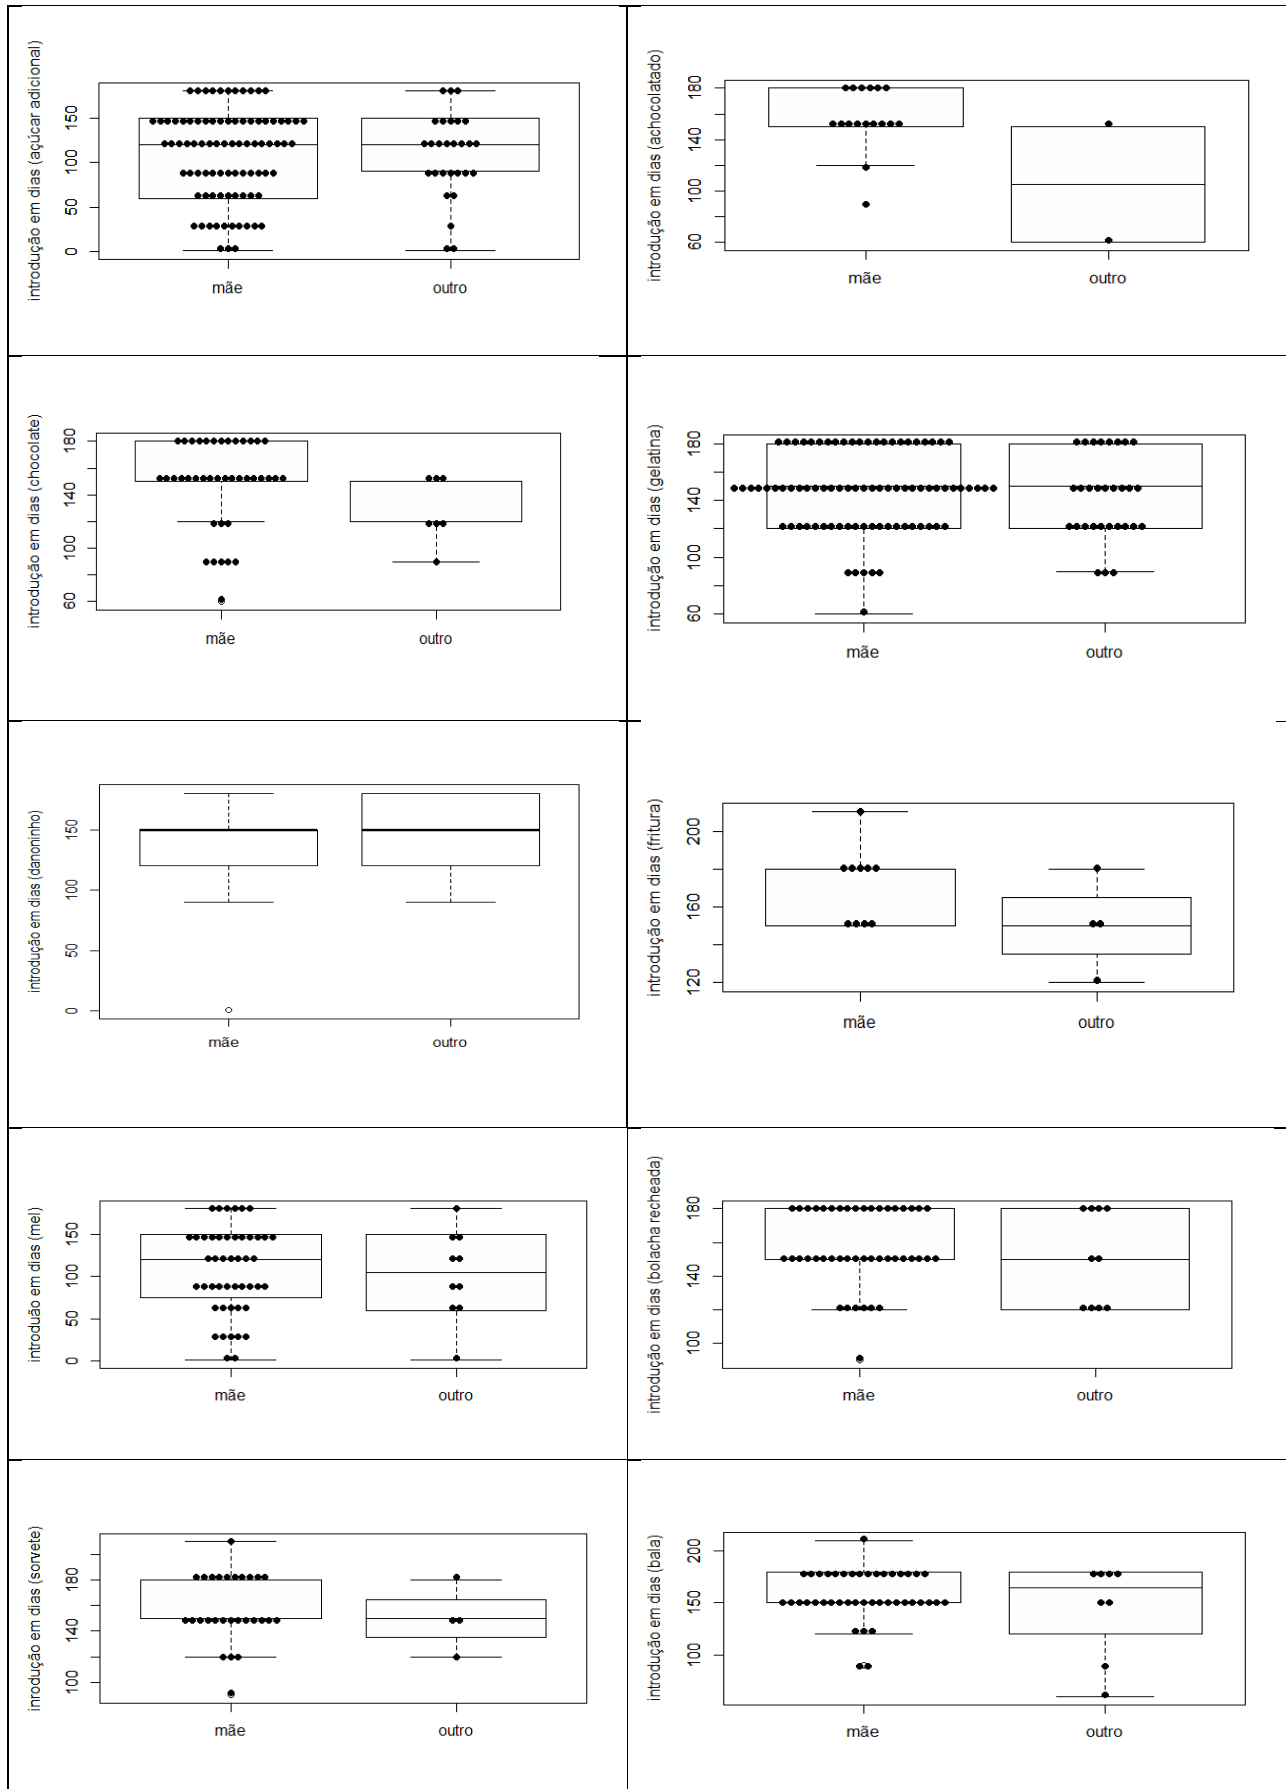 introdução em dias (açúcar adicional)
150
100
50
0
mãe
outro
introdução em dias (achocolatado)
180
140
100
60
mãe
outro
introdução em dias (chocolate)
180
140
100
60
mãe
outro
introdução em dias (gelatina)
180
140
100
60
mãe
outro
introdução em dias (danoninho)
150
100
50
0
mãe
outro
introdução em dias (fritura)
200
160
120
mãe
outro
introduão em dias (mel)
150
100
50
0
mãe
outro
introdução em dias (bolacha recheada)
180
140
100
mãe
outro
inrodução em dias (sorvete)
180
140
100
mãe
outro
introdução em dias (bala)
200
150
100
mãe
outro